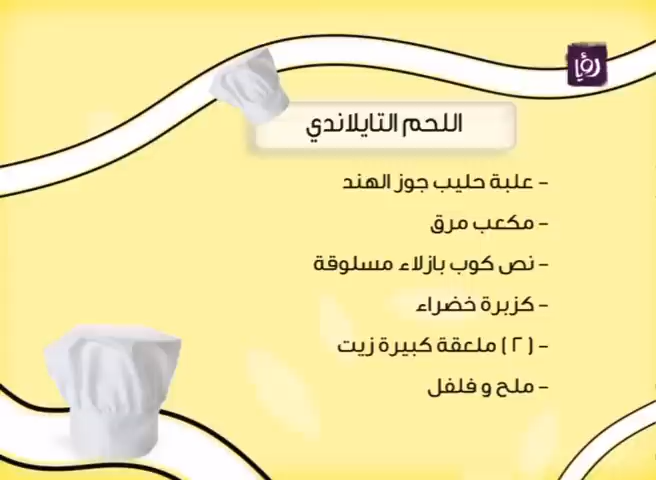 رؤيا
اللحم التايلاندي
- علبة حليب جوز الهند
- مكعب مرق
- نص كوب بازلاء مسلوقة
- كزبرة خضراء
- (٢) ملعقة كبيرة زيت
- ملح و فلفل